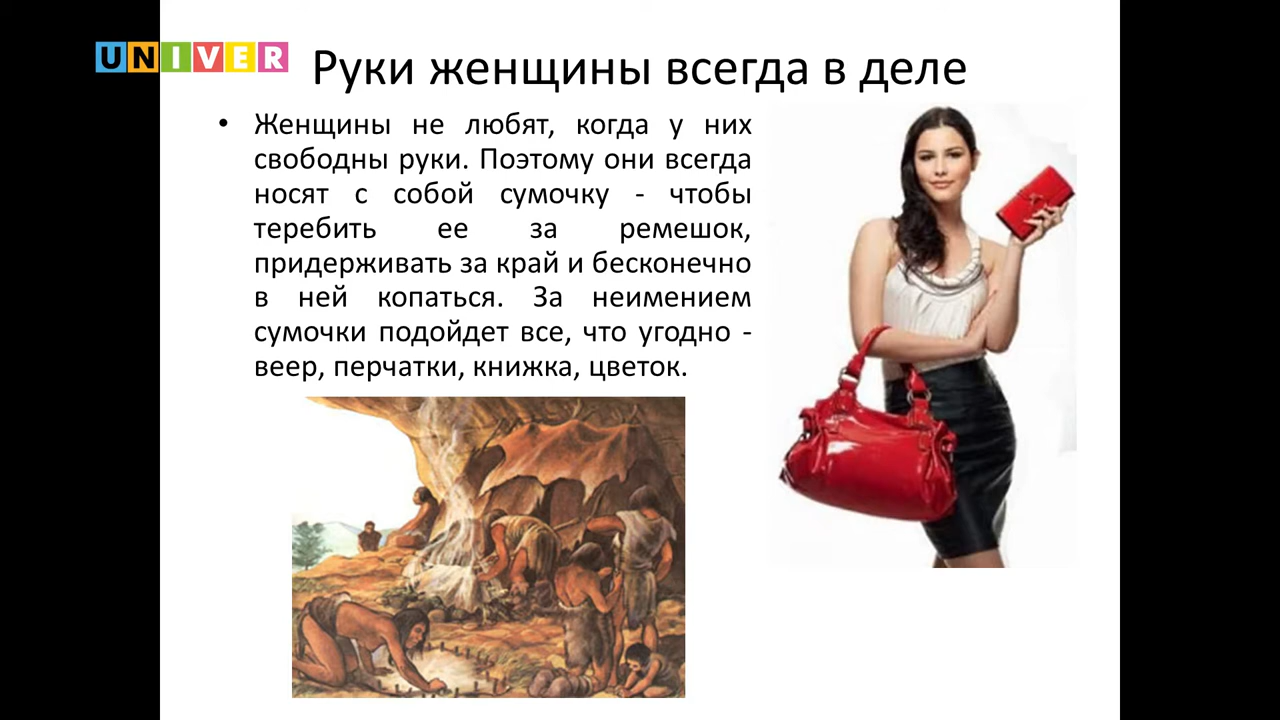 UNIVER
Руки женщины всегда в деле
• Женщины не любят, когда у них
свободны руки. Поэтому они всегда
носят с собой сумочку - чтобы
теребить ее за ремешок,
придерживать за край и бесконечно
в ней копаться. За неимением
сумочки подойдет все, что угодно -
веер, перчатки, книжка, цветок.